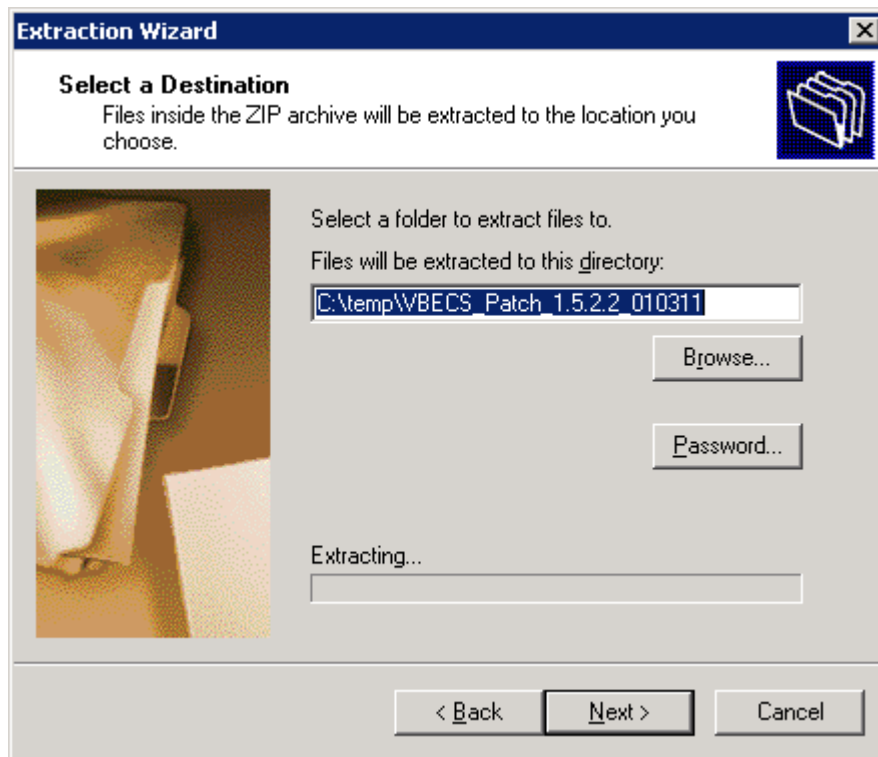 Extraction Wizard
Select a Destination
Files inside the ZIP archive will be extracted to the location you
choose.
Select a folder to extract files to.
Files will be extracted to this directory:
C:\temp\VBECS_Patch_1.5.2.2_010311
Browse...
Password...
Extracting...
< Back
Next >
Cancel